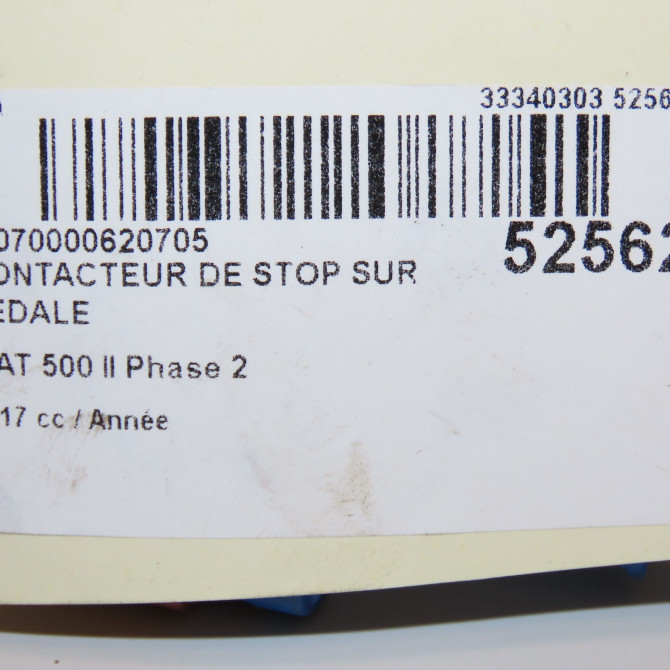 33340303 5256
070000620705
52562
ONTACTEUR DE STOP SUR
EDALE
AT 500 II Phase 2
17 cc / Année